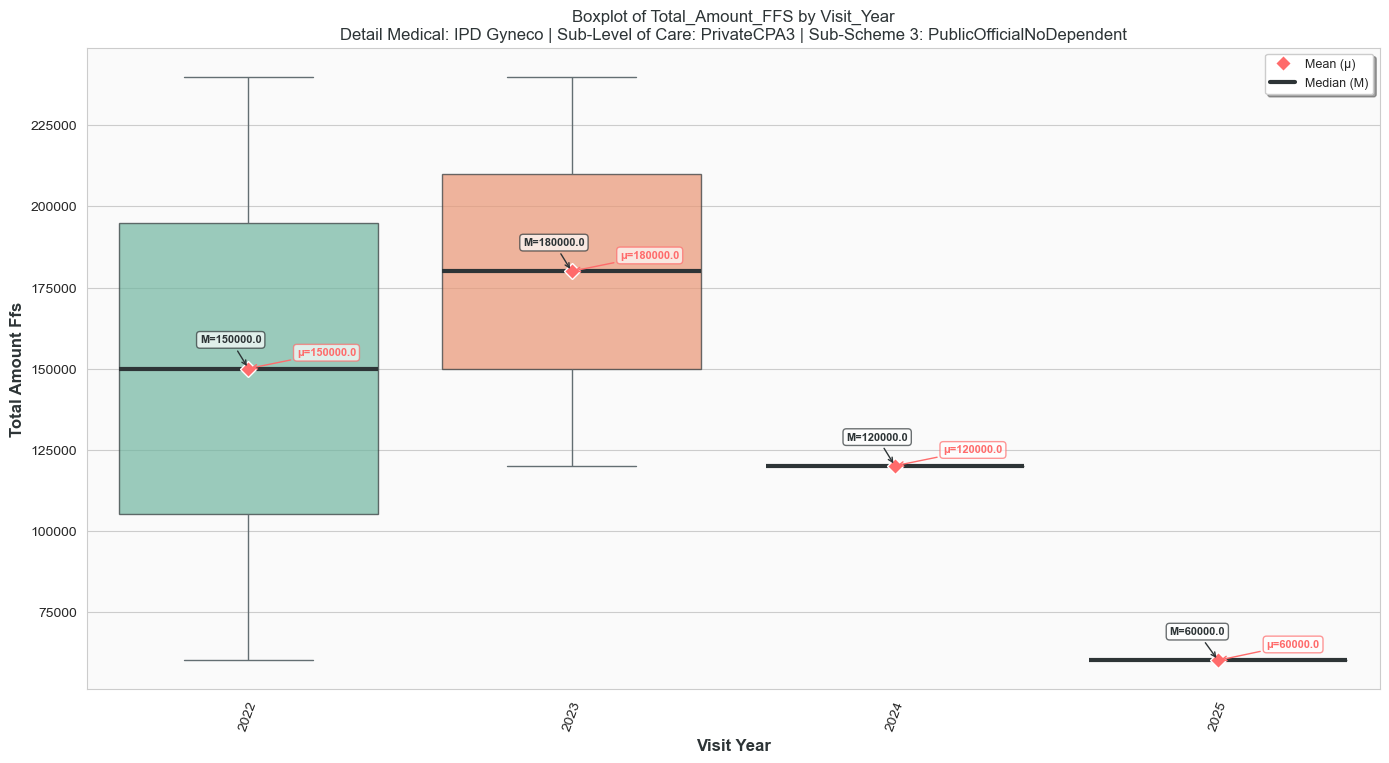 Boxplot of Total_Amount_FFS by Visit_Year
Detail Medical: IPD Gyneco | Sub-Level of Care: PrivateCPA3 | Sub-Scheme 3: PublicOfficialNoDependent
Mean (μ)
Median (M)
Total Amount Ffs
225000
200000
175000
150000
125000
100000
75000
M=150000.0
μ=150000.0
M=180000.0
μ=180000.0
M=120000.0
μ=120000.0
M=60000.0
μ=60000.0
2022
2023
2024
2025
Visit Year